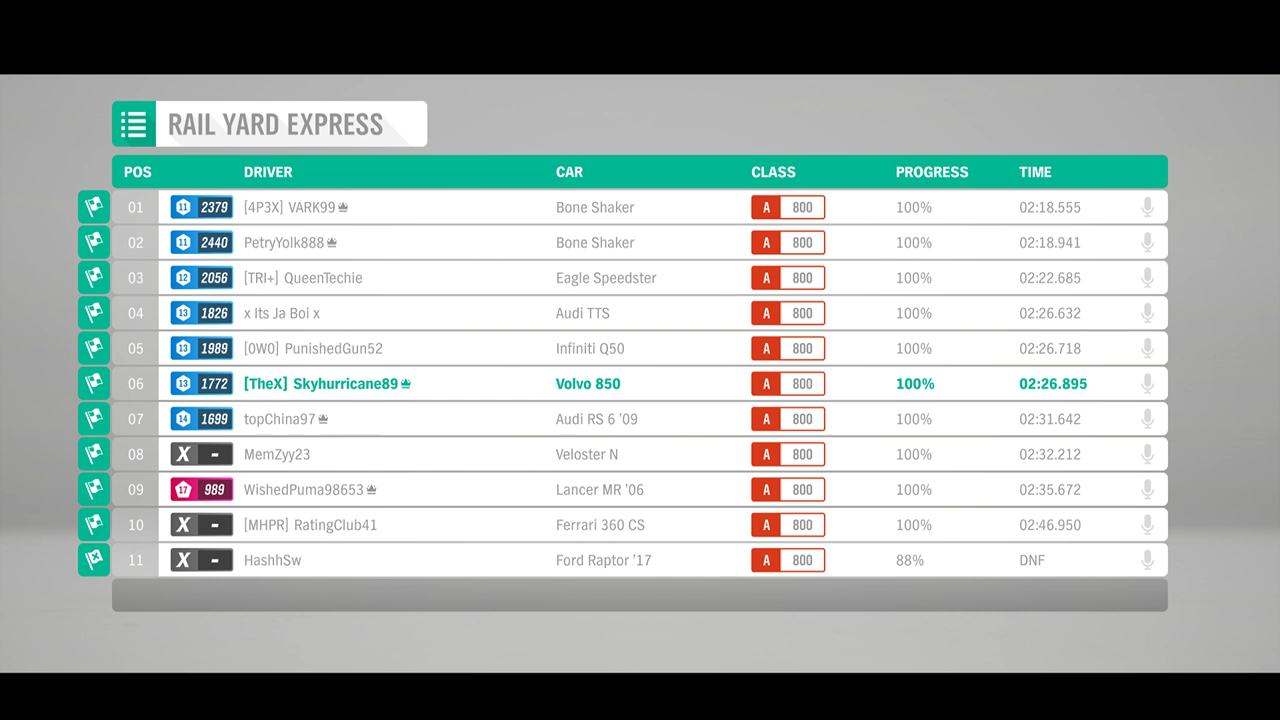 RAIL YARD EXPRESS
POS DRIVER CAR CLASS PROGRESS TIME
01 11 2379 [4P3X] VARK99 Bone Shaker A 800 100% 02:18.555
02 11 2440 PetryYolk888 Bone Shaker A 800 100% 02:18.941
03 12 2056 [TRI+] QueenTechie Eagle Speedster A 800 100% 02:22.685
04 13 1826 x Its Ja Boi x Audi TTS A 800 100% 02:26.632
05 13 1989 [0W0] PunishedGun52 Infiniti Q50 A 800 100% 02:26.718
06 13 1772 [TheX] Skyhurricane89 Volvo 850 A 800 100% 02:26.895
07 14 1699 topChina97 Audi RS 6 '09 A 800 100% 02:31.642
08 X - MemZyy23 Veloster N A 800 100% 02:32.212
09 17 989 WishedPuma98653 Lancer MR '06 A 800 100% 02:35.672
10 X - [MHPR] RatingClub41 Ferrari 360 CS A 800 100% 02:46.950
11 X - HashhSw Ford Raptor '17 A 800 88% DNF